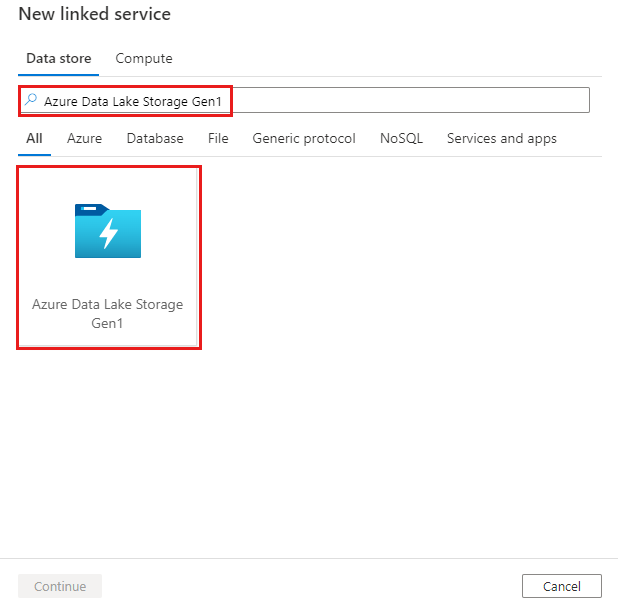 New linked service
Data store Compute
Azure Data Lake Storage Gen1
All Azure Database File Generic protocol NoSQL Services and apps
Azure Data Lake Storage
Gen1
Continue Cancel